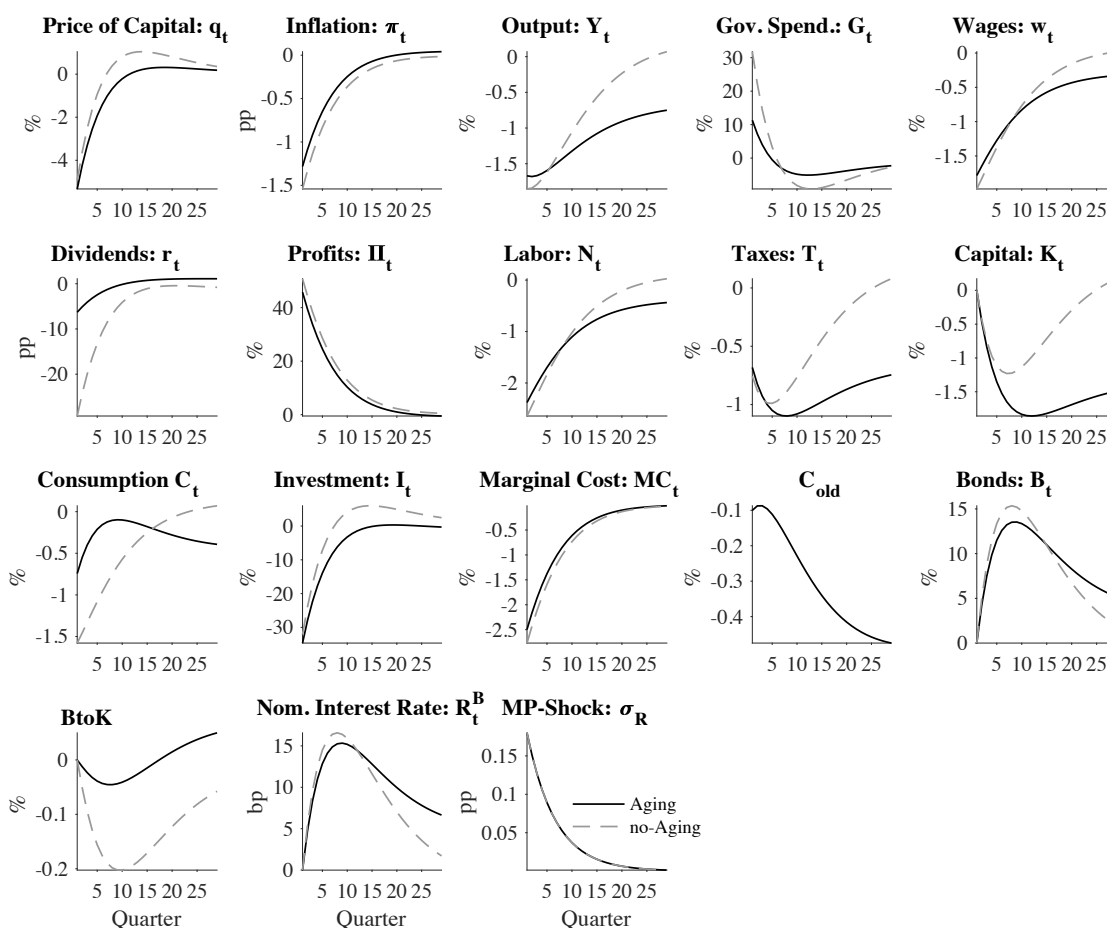 Price of Capital: q_t
Inflation: π_t
Output: Y_t
Gov. Spend.: G_t
Wages: w_t
%
0
-2
-4
5 10 15 20 25
pp
0
-0.5
-1
-1.5
5 10 15 20 25
%
0
-0.5
-1
-1.5
5 10 15 20 25
%
30
20
10
0
5 10 15 20 25
%
0
-0.5
-1
-1.5
5 10 15 20 25
Dividends: r_t
Profits: Π_t
Labor: N_t
Taxes: T_t
Capital: K_t
pp
0
-10
-20
5 10 15 20 25
%
40
20
0
5 10 15 20 25
%
0
-1
-2
5 10 15 20 25
%
0
-0.5
-1
5 10 15 20 25
%
0
-0.5
-1
-1.5
5 10 15 20 25
Consumption C_t
Investment: I_t
Marginal Cost: MC_t
C_old
Bonds: B_t
%
0
-0.5
-1
-1.5
5 10 15 20 25
%
0
-10
-20
-30
5 10 15 20 25
%
-0.5
-1
-1.5
-2
-2.5
5 10 15 20 25
%
-0.1
-0.2
-0.3
-0.4
5 10 15 20 25
%
15
10
5
0
5 10 15 20 25
BtoK
Nom. Interest Rate: R_t^B
MP-Shock: σ_R
%
0
-0.1
-0.2
5 10 15 20 25
Quarter
bp
15
10
5
0
5 10 15 20 25
Quarter
pp
0.15
0.1
0.05
Aging
no-Aging
5 10 15 20 25
Quarter